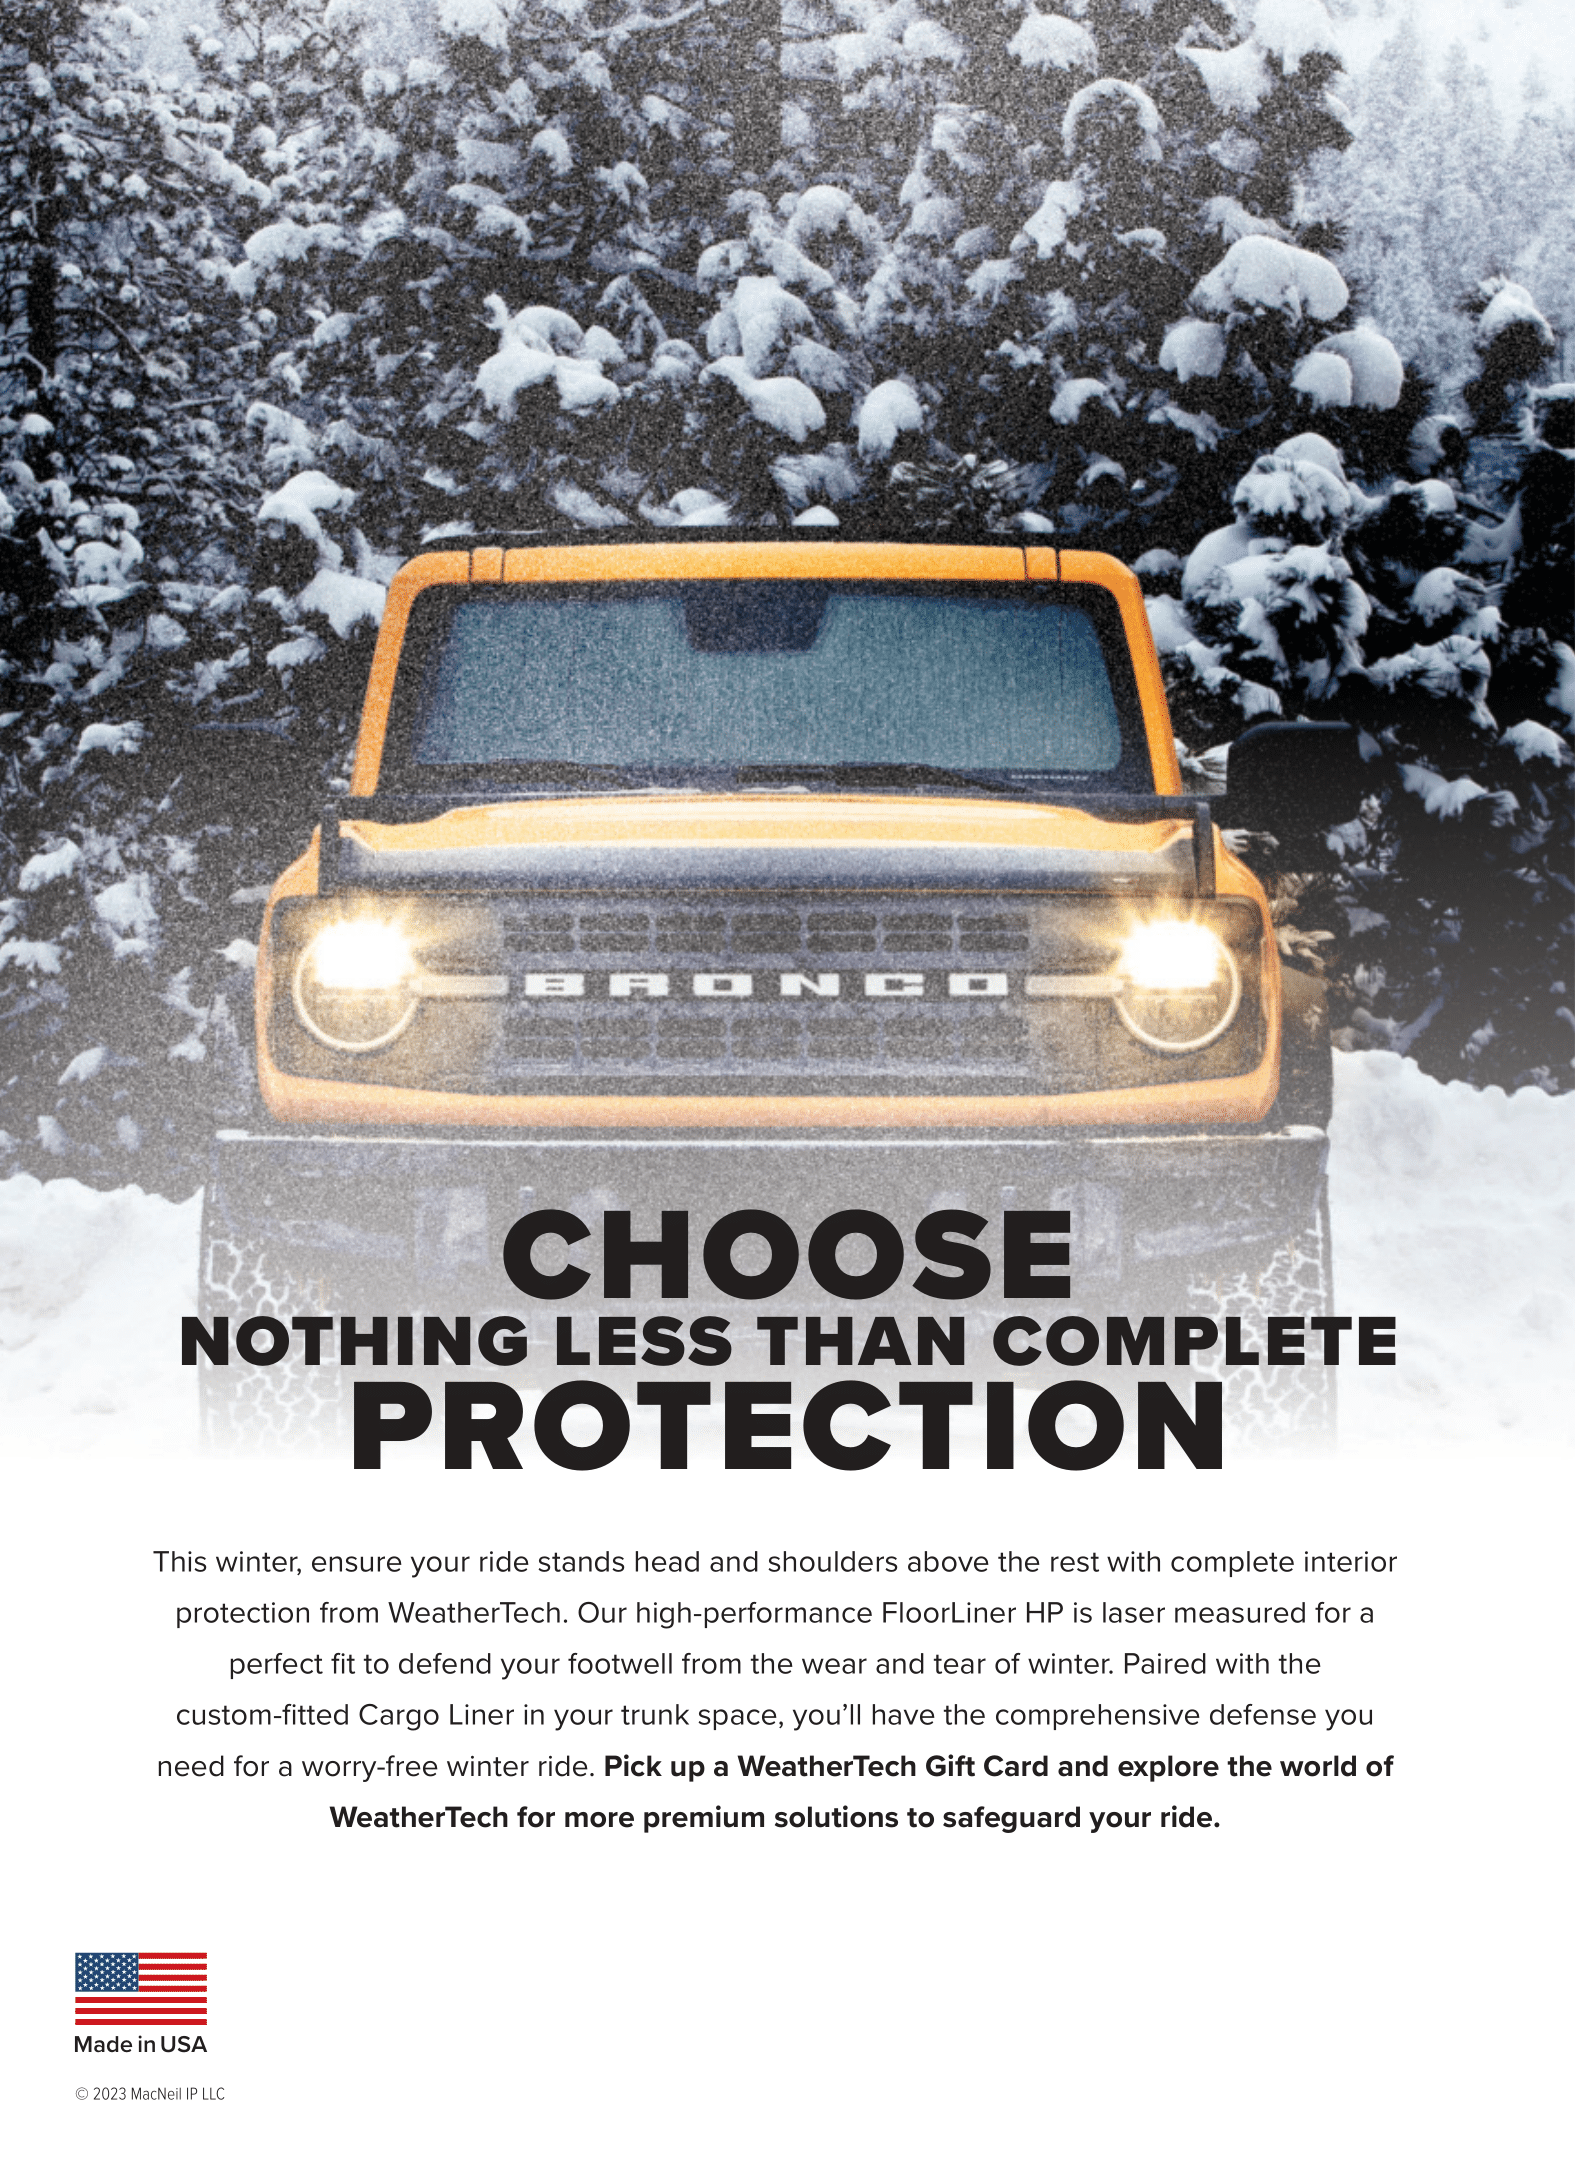 BRONCO
CHOOSE
NOTHING LESS THAN COMPLETE
PROTECTION
This winter, ensure your ride stands head and shoulders above the rest with complete interior
protection from WeatherTech. Our high-performance FloorLiner HP is laser measured for a
perfect fit to defend your footwell from the wear and tear of winter. Paired with the
custom-fitted Cargo Liner in your trunk space, you’ll have the comprehensive defense you
need for a worry-free winter ride. Pick up a WeatherTech Gift Card and explore the world of
WeatherTech for more premium solutions to safeguard your ride.
Made in USA
© 2023 MacNeil IP LLC